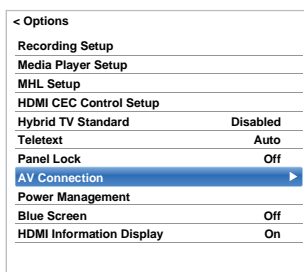 < Options
Recording Setup
Media Player Setup
MHL Setup
HDMI CEC Control Setup
Hybrid TV Standard Disabled
Teletext Auto
Panel Lock Off
AV Connection
Power Management
Blue Screen Off
HDMI Information Display On